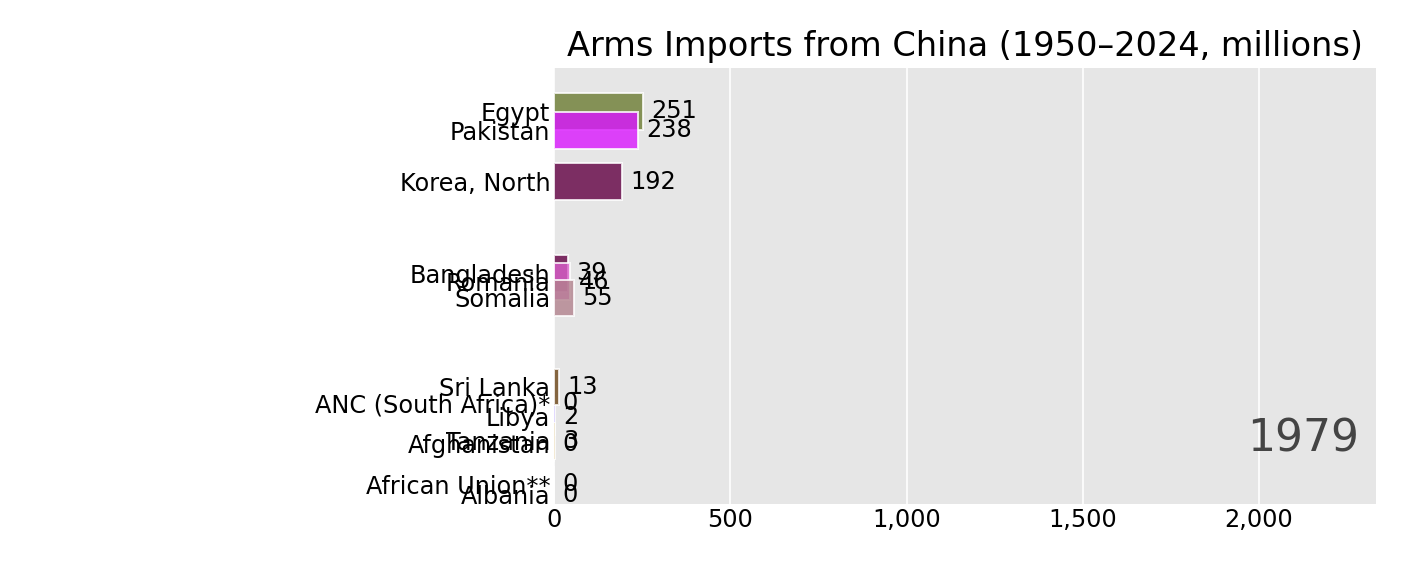 Arms Imports from China (1950–2024, millions)
Egypt 251
Pakistan 238
Korea, North 192
Bangladesh 39
Romania 46
Somalia 55
Sri Lanka 13
ANC (South Africa)* 0
Libya 2
Tanzania 3
Afghanistan 0
1979
African Union** 0
Albania 0
0 500 1,000 1,500 2,000